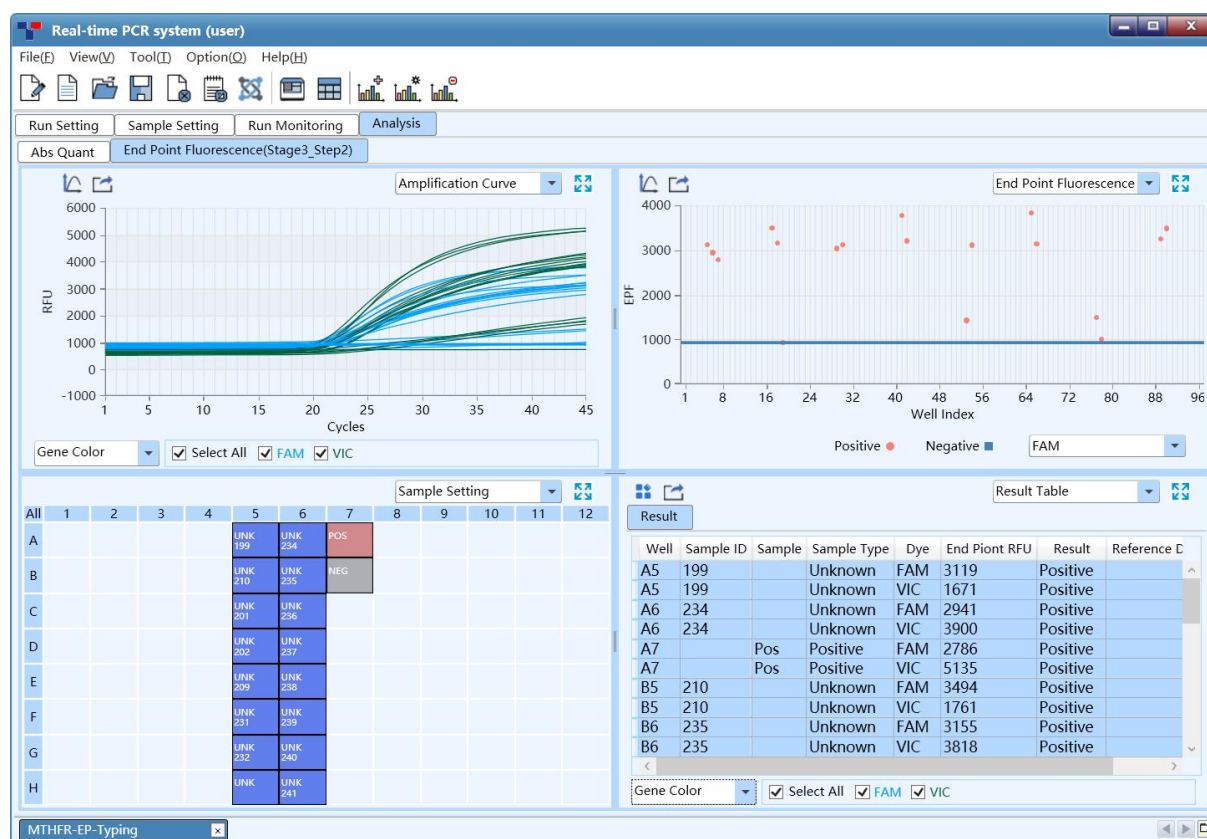 Real-time PCR system (user)
File(F) View(V) Tool(T) Option(O) Help(H)
Run Setting Sample Setting Run Monitoring Analysis
Abs Quant End Point Fluorescence(Stage3_Step2)
Amplification Curve
6000
5000
4000
3000
2000
1000
0
-1000
RFU
1 5 10 15 20 25 30 35 40 45
Cycles
Gene Color Select All FAM VIC
End Point Fluorescence
4000
3000
2000
1000
0
EPF
1 8 16 24 32 40 48 56 64 72 80 88 96
Well Index
Positive Negative FAM
Sample Setting
All 1 2 3 4 5 6 7 8 9 10 11 12
A UNK 199 UNK 234 POS
B UNK 210 UNK 235 NEG
C UNK 201 UNK 236
D UNK 202 UNK 237
E UNK 209 UNK 238
F UNK 231 UNK 239
G UNK 232 UNK 240
H UNK UNK 241
Result Table
Result
Well Sample ID Sample Sample Type Dye End Piont RFU Result Reference D
A5 199 Unknown FAM 3119 Positive
A5 199 Unknown VIC 1671 Positive
A6 234 Unknown FAM 2941 Positive
A6 234 Unknown VIC 3900 Positive
A7 Pos Positive FAM 2786 Positive
A7 Pos Positive VIC 5135 Positive
B5 210 Unknown FAM 3494 Positive
B5 210 Unknown VIC 1761 Positive
B6 235 Unknown FAM 3155 Positive
B6 235 Unknown VIC 3818 Positive
Gene Color Select All FAM VIC
MTHFR-EP-Typing